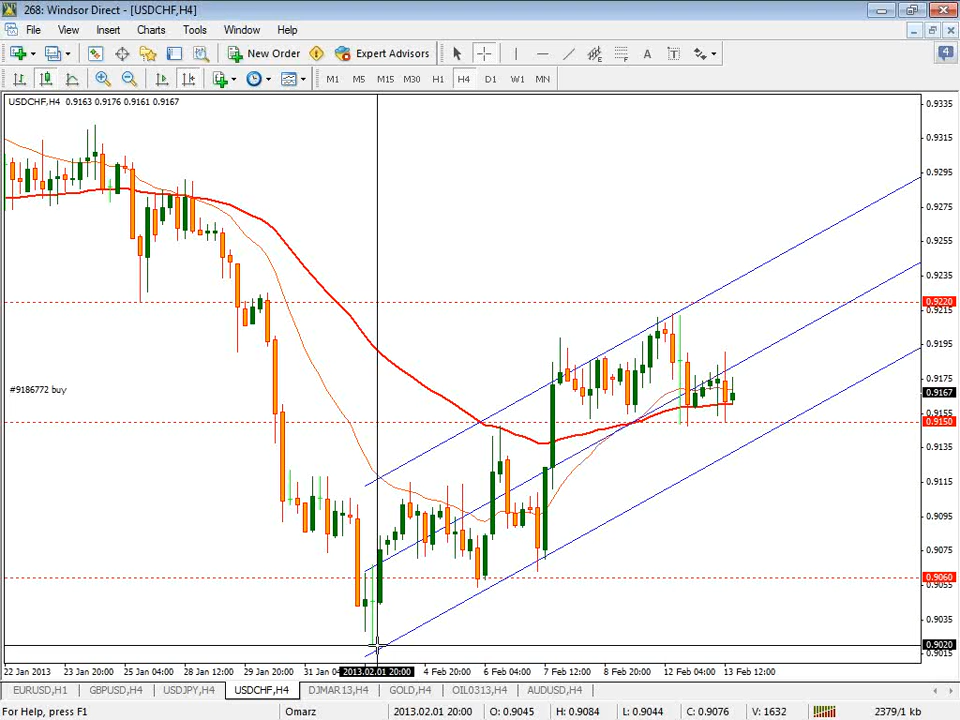 268: Windsor Direct - [USDCHF,H4]
File View Insert Charts Tools Window Help
New Order Expert Advisors A T 4
M1 M5 M15 M30 H1 H4 D1 W1 MN
USDCHF,H4 0.9163 0.9176 0.9161 0.9167
0.9335
0.9315
0.9295
0.9275
0.9255
0.9235
0.9220
0.9215
0.9195
0.9175
#9186772 buy
0.9167
0.9155
0.9150
0.9135
0.9115
0.9095
0.9075
0.9060
0.9055
0.9035
0.9020
0.9015
22 Jan 2013 23 Jan 20:00 25 Jan 04:00 28 Jan 12:00 29 Jan 20:00 31 Jan 0 2013.02.01 20:00 4 Feb 20:00 6 Feb 04:00 7 Feb 12:00 8 Feb 20:00 12 Feb 04:00 13 Feb 12:00
EURUSD,H1 GBPUSD,H4 USDJPY,H4 USDCHF,H4 DJMAR13,H4 GOLD,H4 OIL0313,H4 AUDUSD,H4
For Help, press F1 Omarz 2013.02.01 20:00 O: 0.9045 H: 0.9084 L: 0.9044 C: 0.9076 V: 1632 2379/1 kb